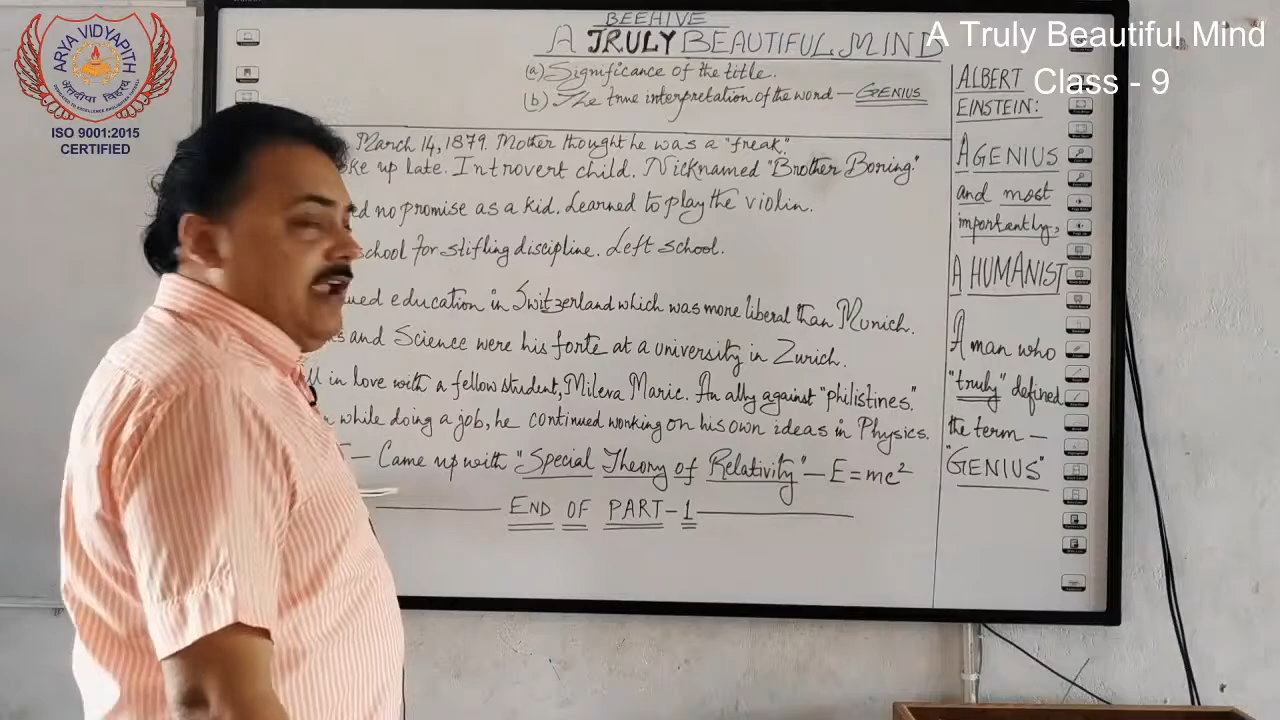 BEEHIVE
A TRULY BEAUTIFUL MIND
(a) Significance of the title.
(b) The true interpretation of the word — GENIUS
March 14, 1879. Mother thought he was a "freak."
up late. Introvert child. Nicknamed "Brother Boring."
no promise as a kid. Learned to play the violin.
school for stifling discipline. Left school.
education in Switzerland which was more liberal than Munich.
and Science were his forte at a university in Zurich.
in love with a fellow student, Mileva Maric. An ally against "philistines."
while doing a job, he continued working on his own ideas in Physics.
— Came up with "Special Theory of Relativity" — E = mc²
END OF PART-1
ALBERT
EINSTEIN:
A GENIUS
and most
importantly,
A HUMANIST
A man who
"truly" defined
the term —
"GENIUS"
A Truly Beautiful Mind
Class - 9
ARYA VIDYAPITH
ISO 9001:2015
CERTIFIED